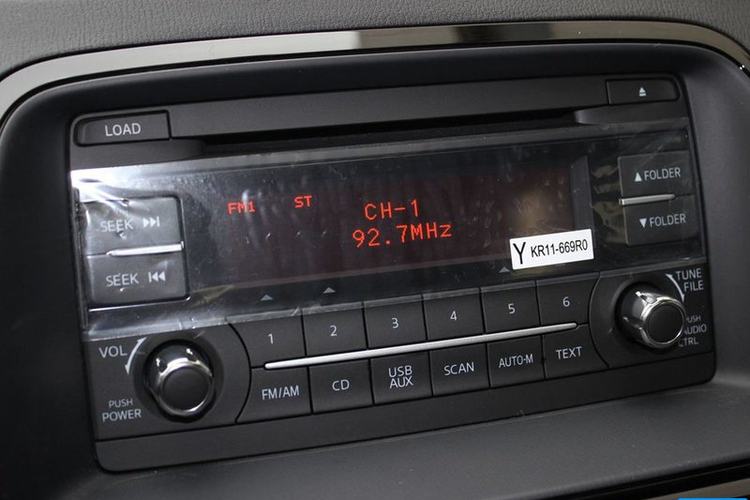 LOAD
▲ FOLDER
▼ FOLDER
SEEK
SEEK
FM1 ST CH-1
92.7MHz
Y KR11-669R0
TUNE
FILE
PUSH
AUDIO
CTRL
1 2 3 4 5 6
VOL
PUSH
POWER
FM/AM CD USB AUX SCAN AUTO-M TEXT